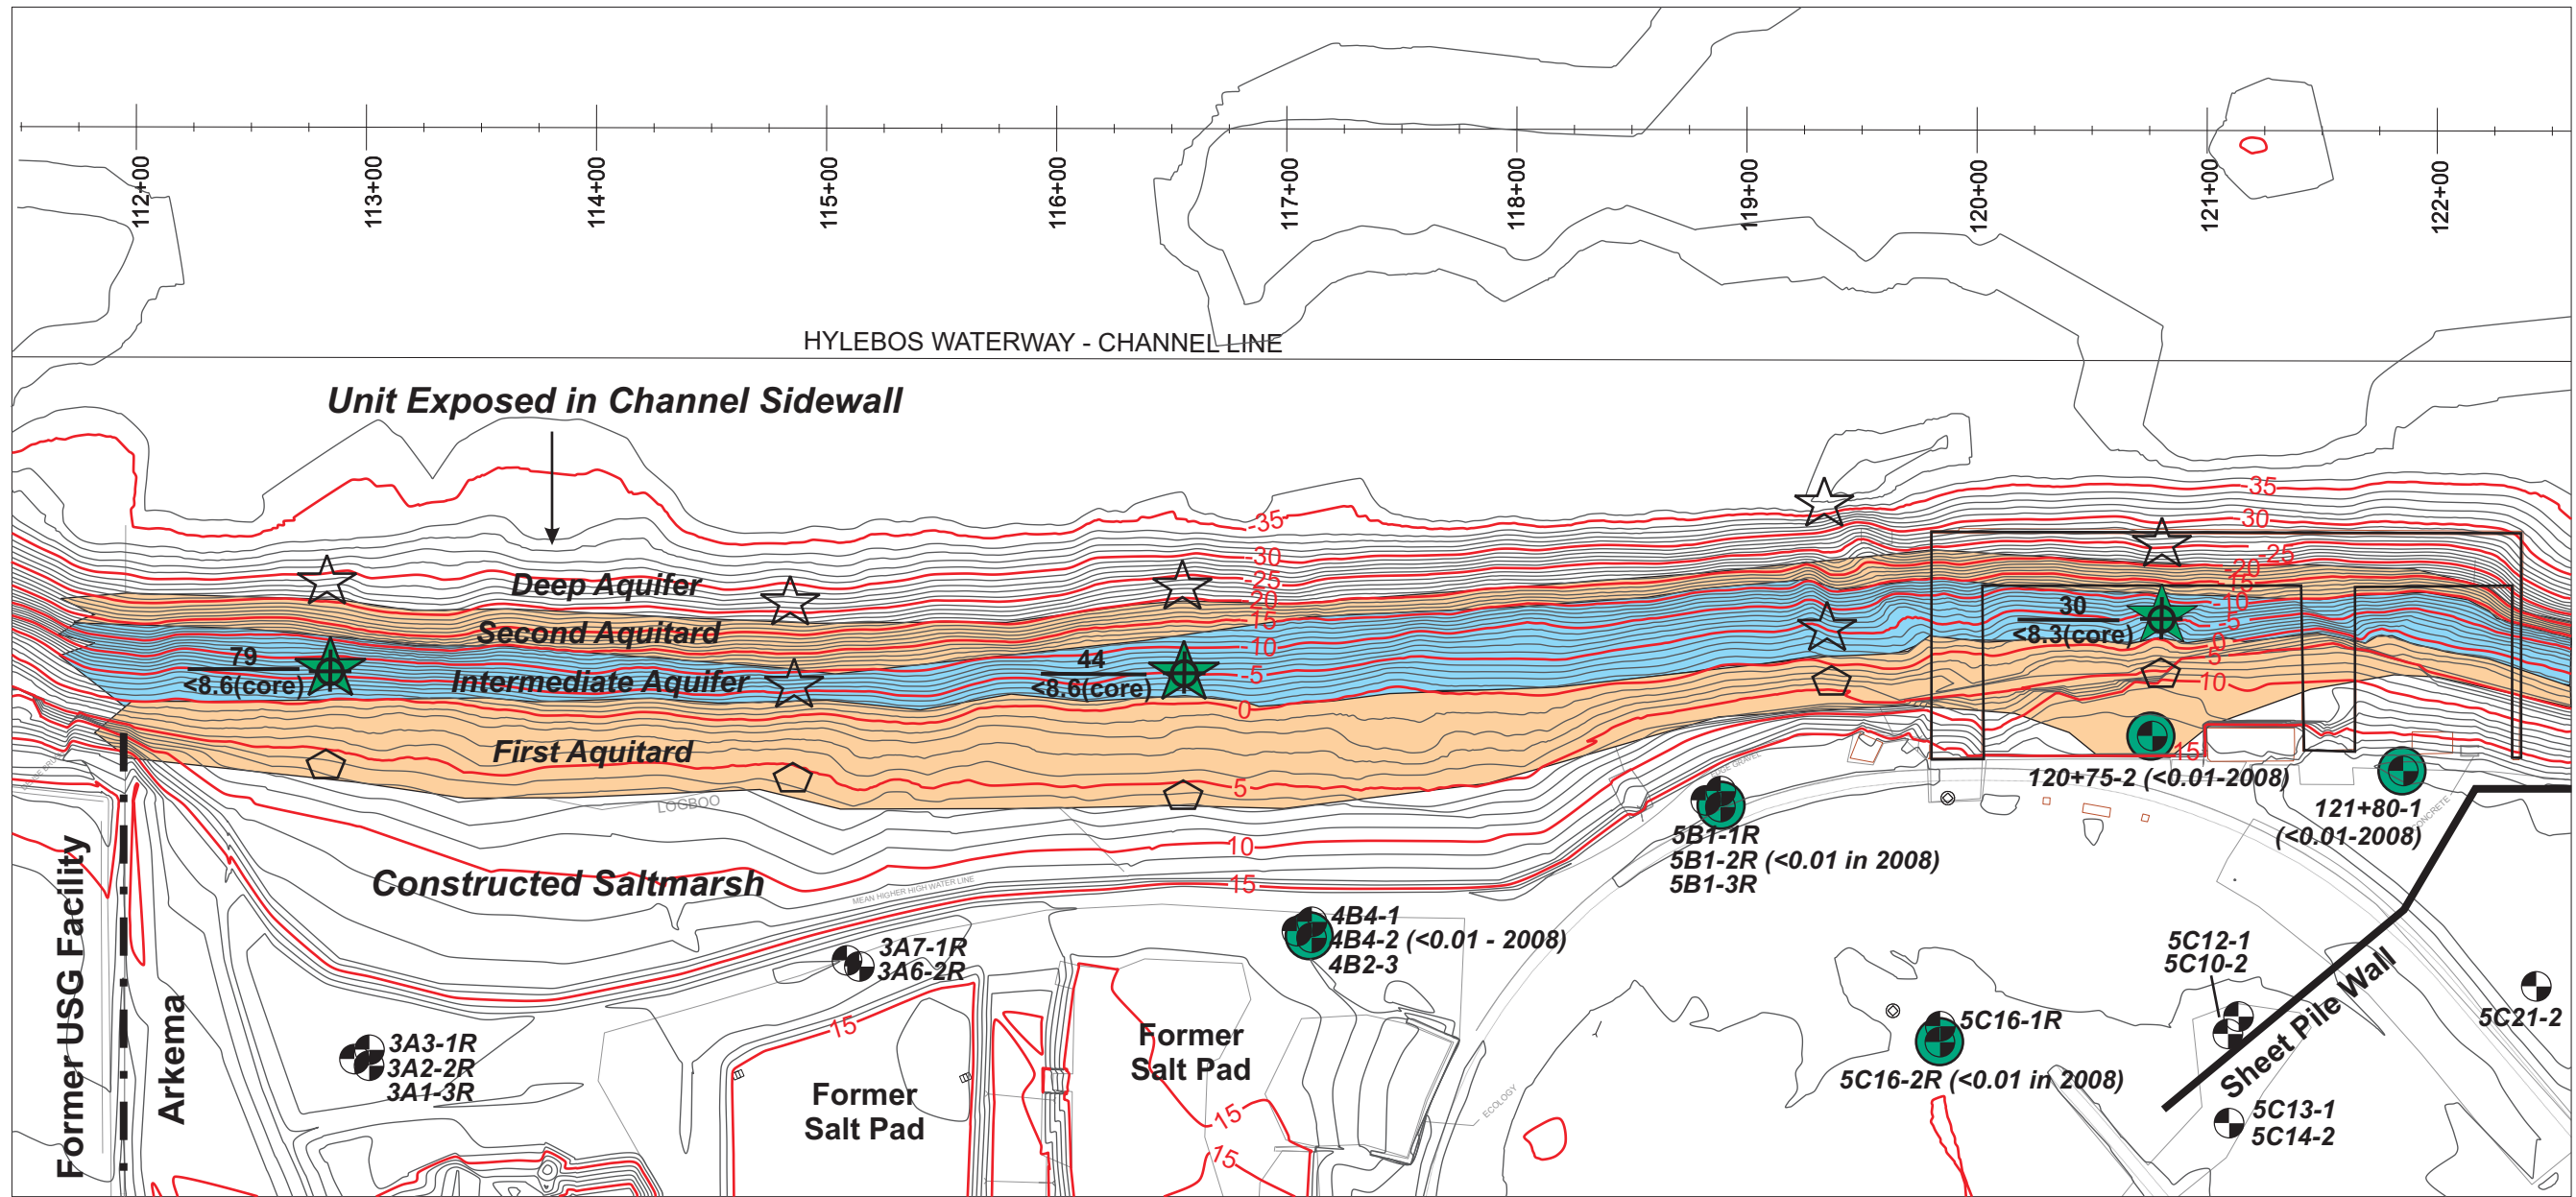 112+00
113+00
114+00
115+00
116+00
117+00
118+00
119+00
120+00
121+00
122+00
HYLEBOS WATERWAY - CHANNEL LINE
Unit Exposed in Channel Sidewall
-35
-30
-25
-20
-15
-10
-5
0
5
10
15
-35
30
-25
-20
-15
-10
-5
0
5
10
15
Deep Aquifer
Second Aquitard
Intermediate Aquifer
First Aquitard
79
<8.6(core)
44
<8.6(core)
30
<8.3(core)
LOGBOO
Constructed Saltmarsh
MEAN HIGHER HIGH WATER LINE
EDGE GRAVEL
120+75-2 (<0.01-2008)
121+80-1
(<0.01-2008)
5B1-1R
5B1-2R (<0.01 in 2008)
5B1-3R
4B4-1
4B4-2 (<0.01 - 2008)
4B2-3
3A7-1R
3A6-2R
3A3-1R
3A2-2R
3A1-3R
5C12-1
5C10-2
5C16-1R
5C16-2R (<0.01 in 2008)
5C21-2
5C13-1
5C14-2
Sheet Pile Wall
CONCRETE
ECOLOGY
Former USG Facility
Arkema
15
Former
Salt Pad
Former
Salt Pad
15
15